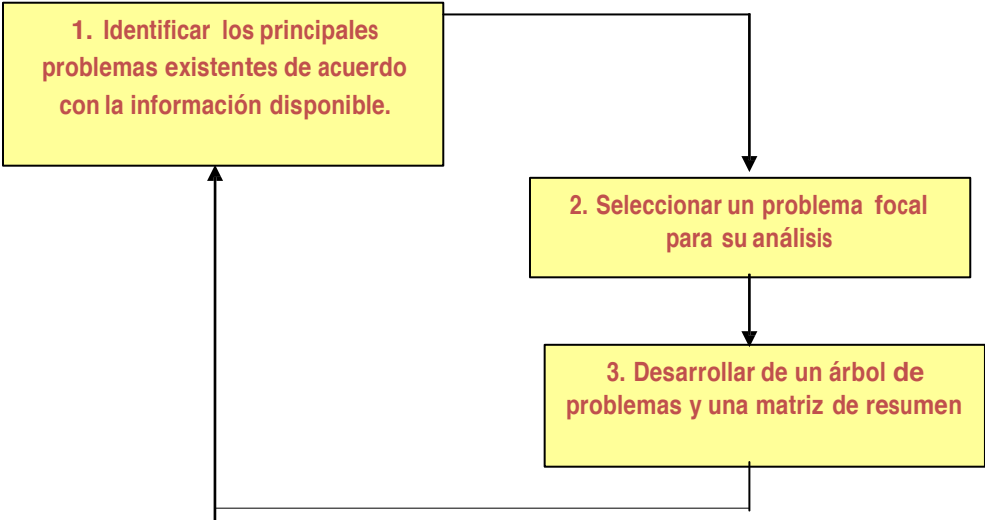 1. Identificar los principales
problemas existentes de acuerdo
con la información disponible.
2. Seleccionar un problema focal
para su análisis
3. Desarrollar de un árbol de
problemas y una matriz de resumen